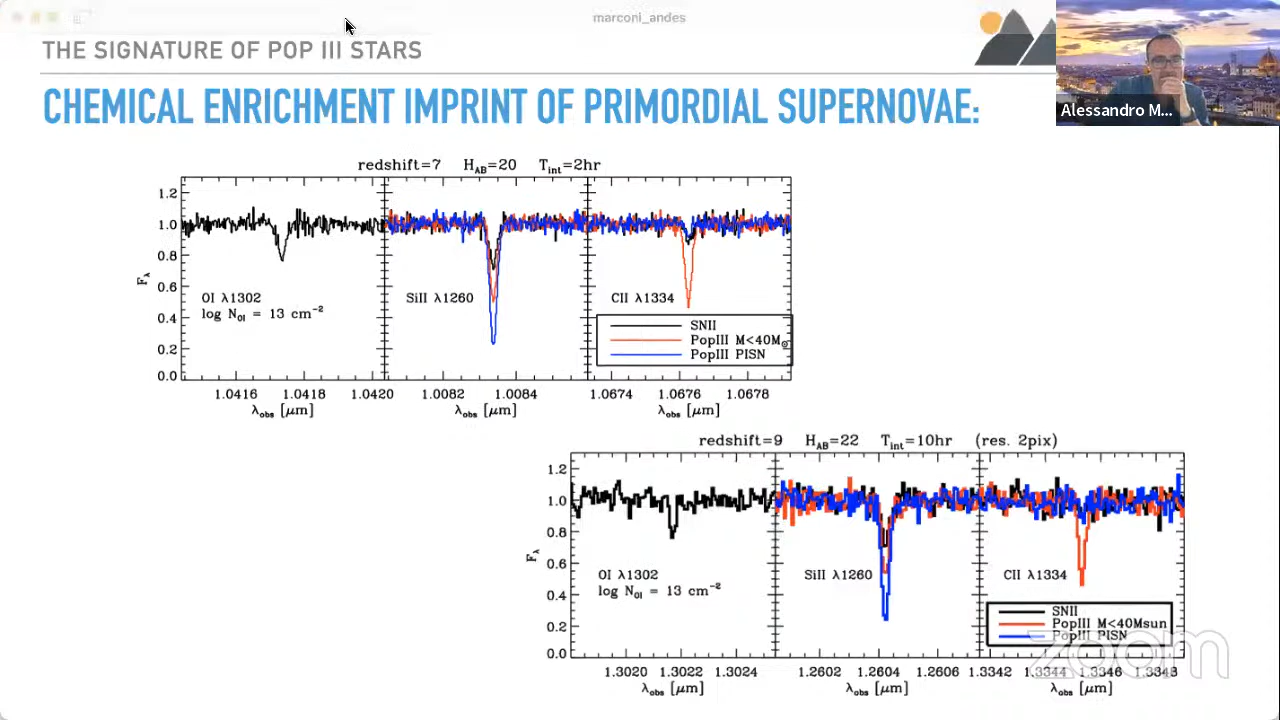 marconi_andes
THE SIGNATURE OF POP III STARS
CHEMICAL ENRICHMENT IMPRINT OF PRIMORDIAL SUPERNOVAE:
Alessandro M...
redshift=7 H_AB=20 T_int=2hr
1.2
1.0
0.8
0.6
0.4
0.2
0.0
F_λ
OI λ1302
log N_OI = 13 cm⁻²
SiII λ1260
CII λ1334
SNII
PopIII M<40M⊙
PopIII PISN
1.0416 1.0418 1.0420 1.0082 1.0084 1.0674 1.0676 1.0678
λ_obs [μm] λ_obs [μm] λ_obs [μm]
redshift=9 H_AB=22 T_int=10hr (res. 2pix)
1.2
1.0
0.8
0.6
0.4
0.2
0.0
F_λ
OI λ1302
log N_OI = 13 cm⁻²
SiII λ1260
CII λ1334
SNII
PopIII M<40Msun
PopIII PISN
zoom
1.3020 1.3022 1.3024 1.2602 1.2604 1.2606 1.3342 1.3344 1.3346 1.3348
λ_obs [μm] λ_obs [μm] λ_obs [μm]